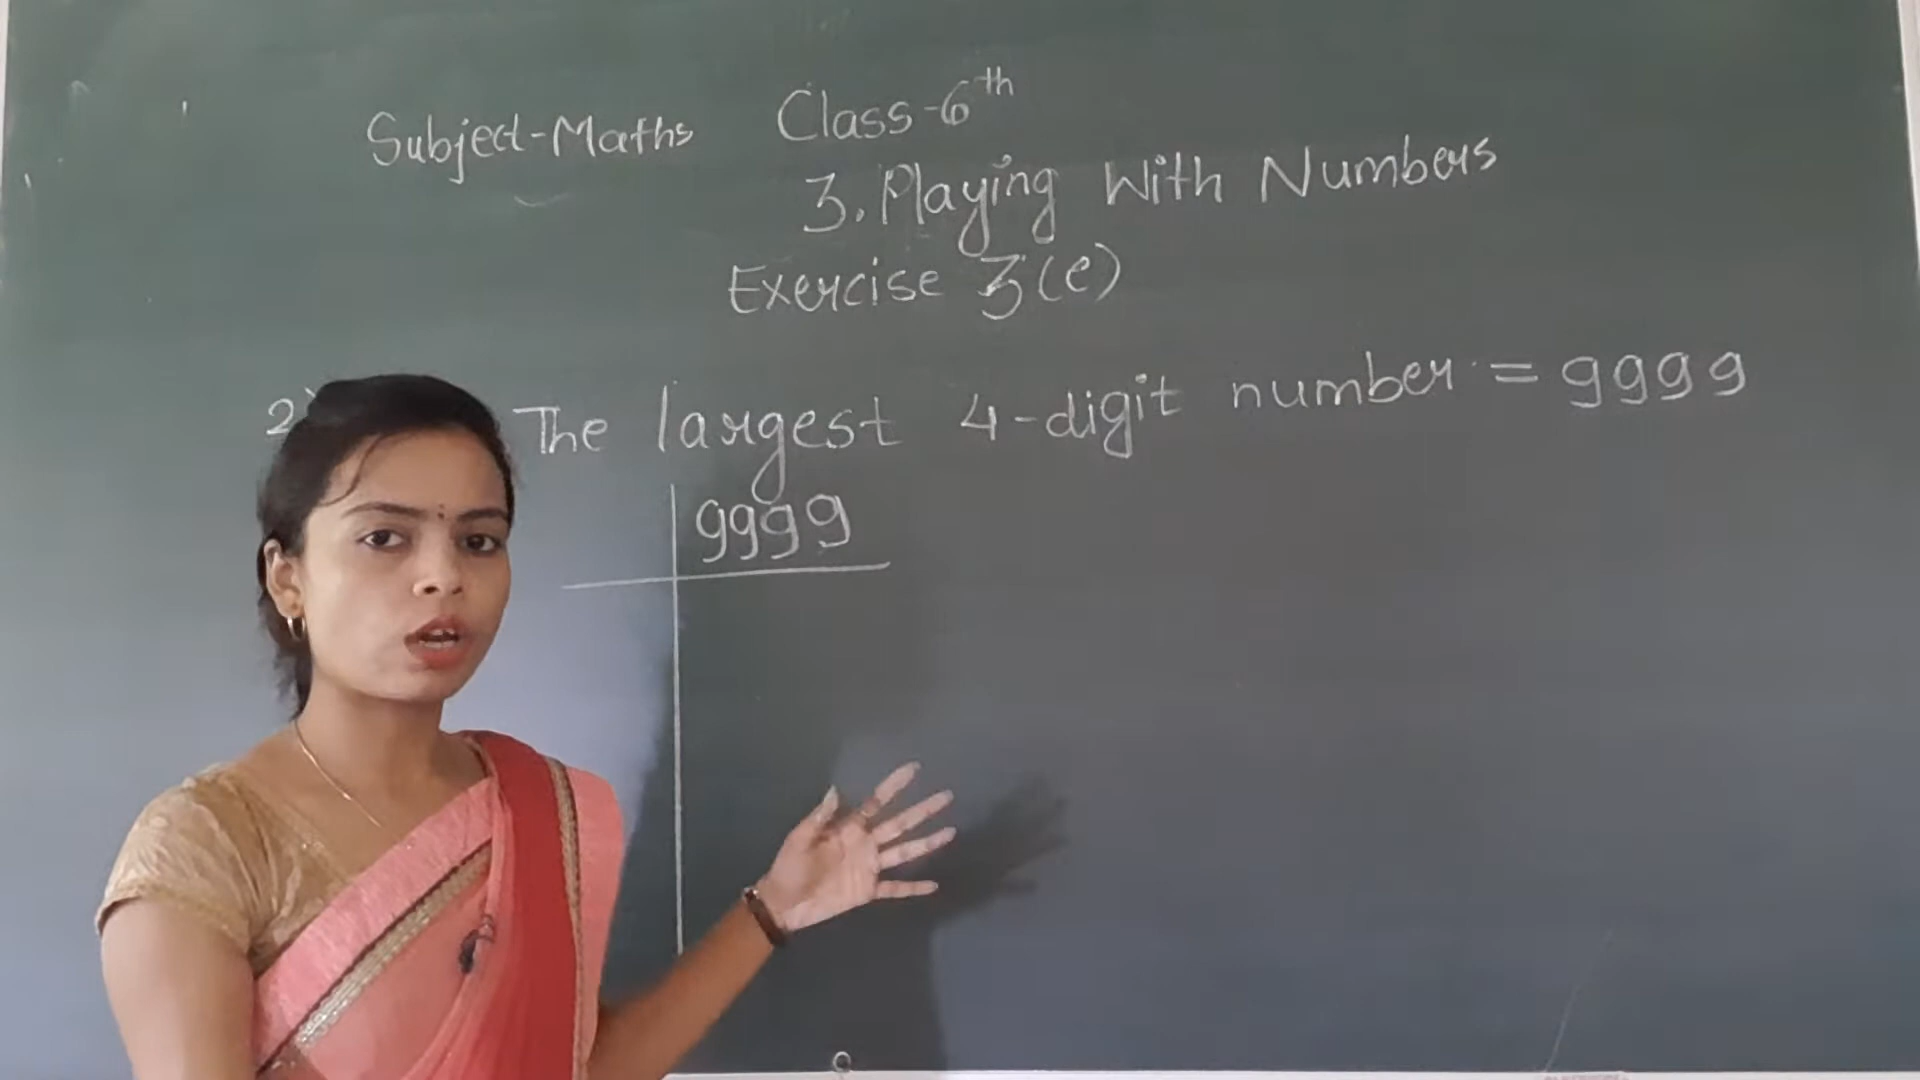 Subject-Maths Class-6th
3. Playing With Numbers
Exercise 3(e)
2) The largest 4-digit number = 9999
9999